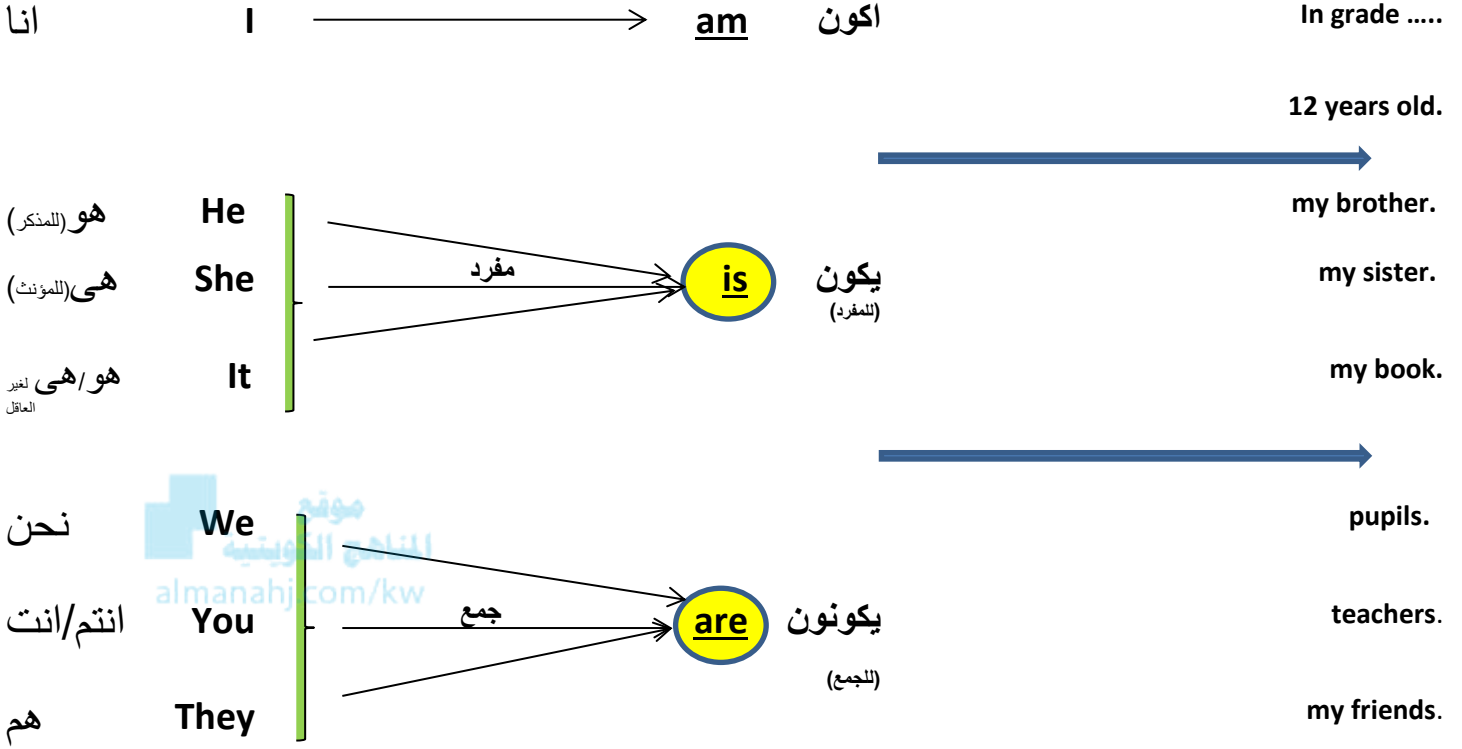 انا I am اكون In grade .....
12 years old.
هو (للمذكر) He my brother.
هى (للمؤنث) She مفرد is يكون my sister.
(للمفرد)
هو/هى لغير العاقل It my book.
موقع
المناهج الكويتية
almanahj.com/kw
نحن We pupils.
انتم/انت You جمع are يكونون teachers.
(للجمع)
هم They my friends.